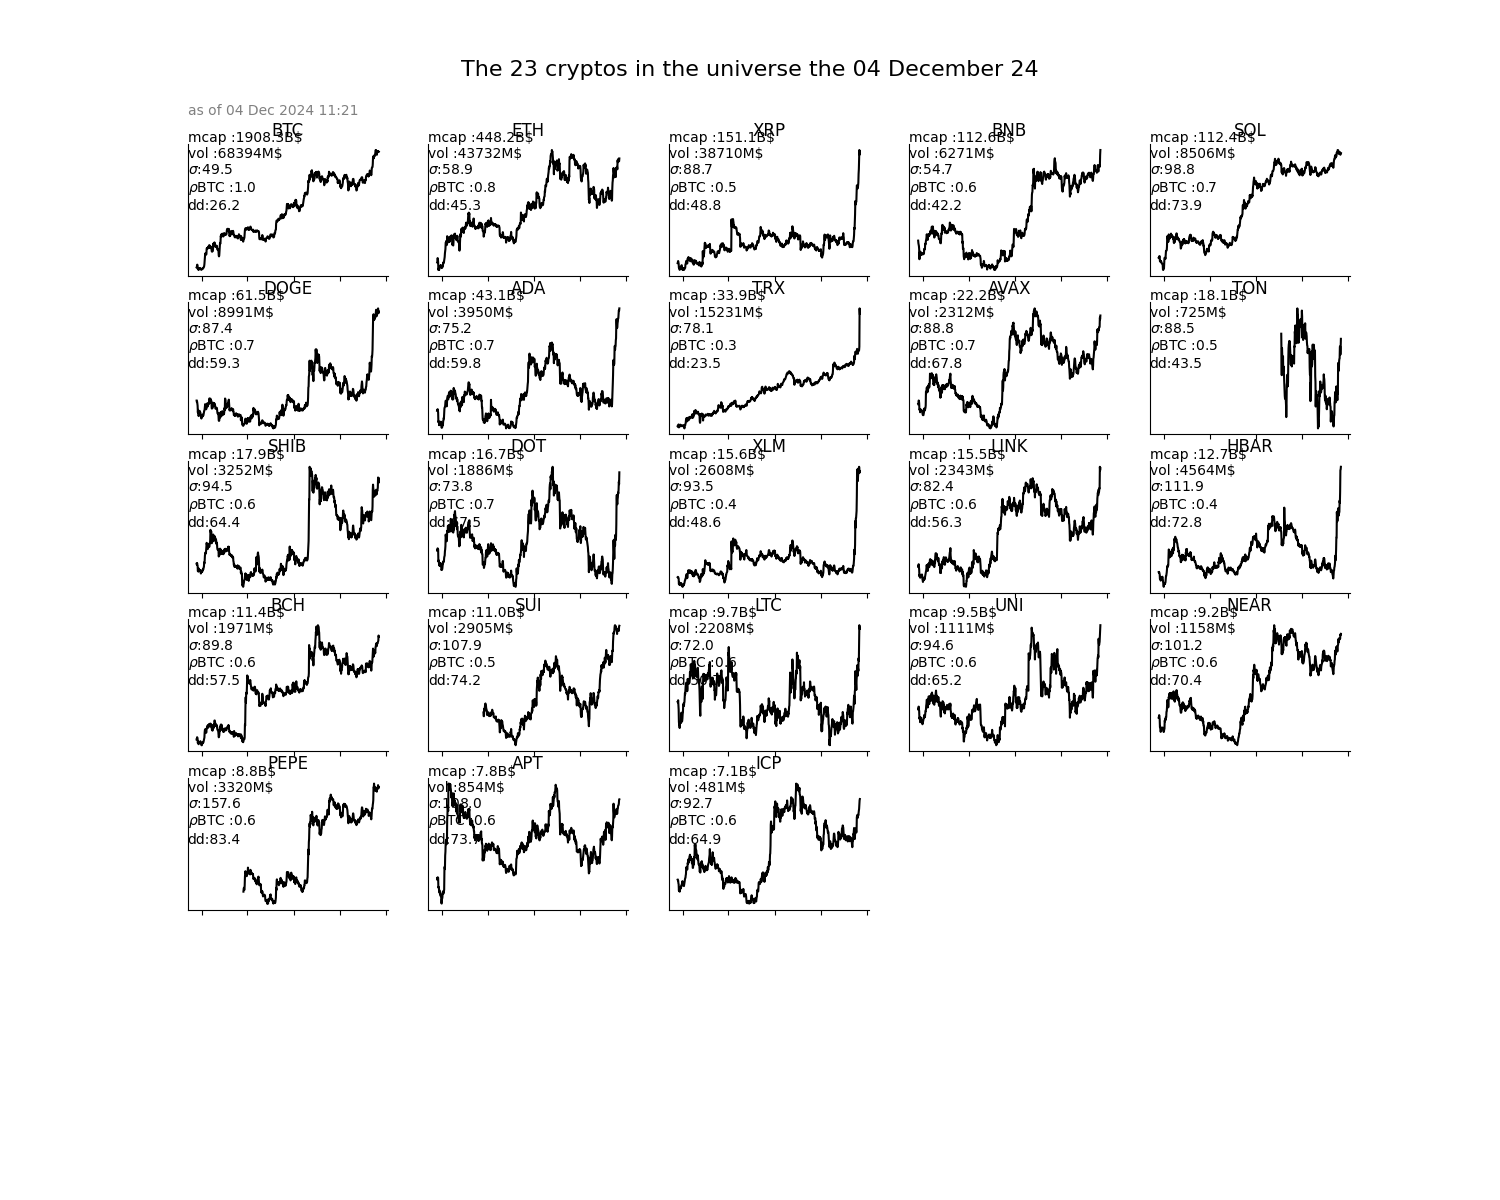 The 23 cryptos in the universe the 04 December 24
as of 04 Dec 2024 11:21
BTC
mcap :1908.3B$
vol :68394M$
σ:49.5
ρBTC :1.0
dd:26.2
ETH
mcap :448.2B$
vol :43732M$
σ:58.9
ρBTC :0.8
dd:45.3
XRP
mcap :151.1B$
vol :38710M$
σ:88.7
ρBTC :0.5
dd:48.8
BNB
mcap :112.6B$
vol :6271M$
σ:54.7
ρBTC :0.6
dd:42.2
SOL
mcap :112.4B$
vol :8506M$
σ:98.8
ρBTC :0.7
dd:73.9
DOGE
mcap :61.5B$
vol :8991M$
σ:87.4
ρBTC :0.7
dd:59.3
ADA
mcap :43.1B$
vol :3950M$
σ:75.2
ρBTC :0.7
dd:59.8
TRX
mcap :33.9B$
vol :15231M$
σ:78.1
ρBTC :0.3
dd:23.5
AVAX
mcap :22.2B$
vol :2312M$
σ:88.8
ρBTC :0.7
dd:67.8
TON
mcap :18.1B$
vol :725M$
σ:88.5
ρBTC :0.5
dd:43.5
SHIB
mcap :17.9B$
vol :3252M$
σ:94.5
ρBTC :0.6
dd:64.4
DOT
mcap :16.7B$
vol :1886M$
σ:73.8
ρBTC :0.7
XLM
mcap :15.6B$
vol :2608M$
σ:93.5
ρBTC :0.4
dd:48.6
LINK
mcap :15.5B$
vol :2343M$
σ:82.4
ρBTC :0.6
dd:56.3
HBAR
mcap :12.7B$
vol :4564M$
σ:111.9
ρBTC :0.4
dd:72.8
BCH
mcap :11.4B$
vol :1971M$
σ:89.8
ρBTC :0.6
dd:57.5
SUI
mcap :11.0B$
vol :2905M$
σ:107.9
ρBTC :0.5
dd:74.2
LTC
mcap :9.7B$
vol :2208M$
σ:72.0
ρBTC :0.6
UNI
mcap :9.5B$
vol :1111M$
σ:94.6
ρBTC :0.6
dd:65.2
NEAR
mcap :9.2B$
vol :1158M$
σ:101.2
ρBTC :0.6
dd:70.4
PEPE
mcap :8.8B$
vol :3320M$
σ:157.6
ρBTC :0.6
dd:83.4
APT
mcap :7.8B$
vol :854M$
σ:108.0
ρBTC :0.6
ICP
mcap :7.1B$
vol :481M$
σ:92.7
ρBTC :0.6
dd:64.9